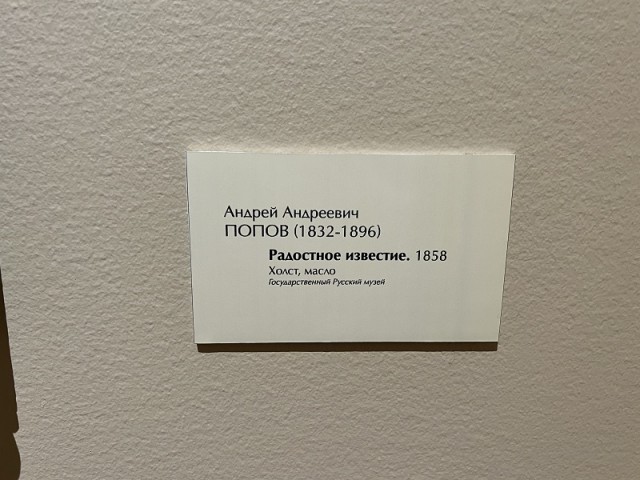 Андрей Андреевич
ПОПОВ (1832-1896)
Радостное известие. 1858
Холст, масло
Государственный Русский музей